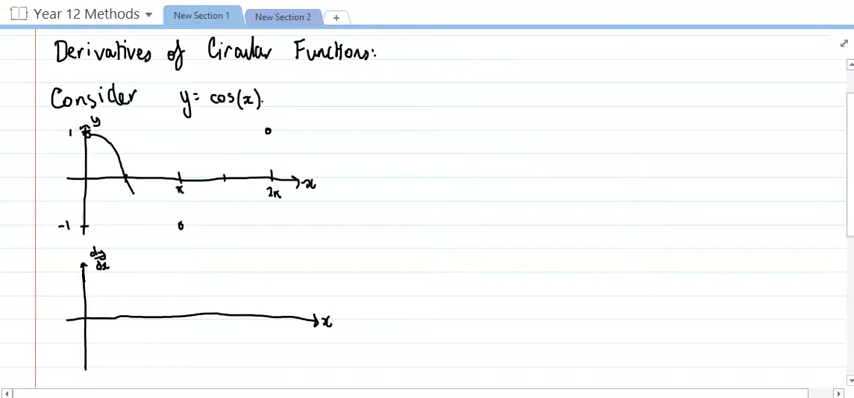 Year 12 Methods
New Section 1
New Section 2
Derivatives of Circular Functions:
Consider y = cos(x).
y
1
x
π
2π
-1
dy/dx
x